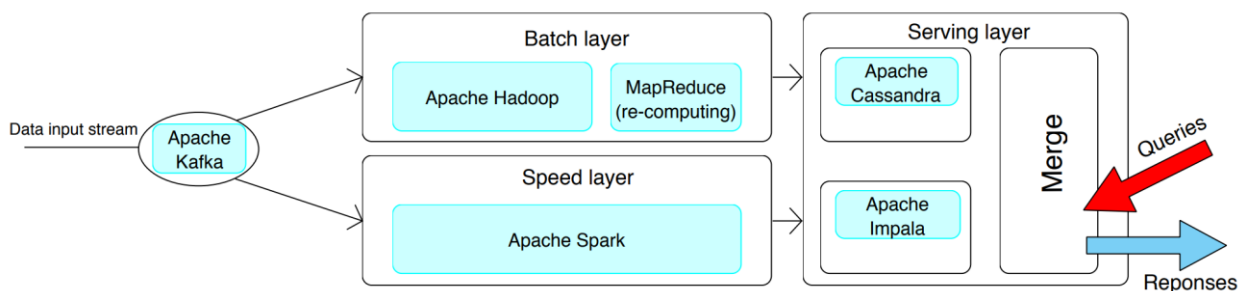 Data input stream
Apache
Kafka
Batch layer
Apache Hadoop
MapReduce
(re-computing)
Speed layer
Apache Spark
Serving layer
Apache
Cassandra
Apache
Impala
Merge
Queries
Reponses